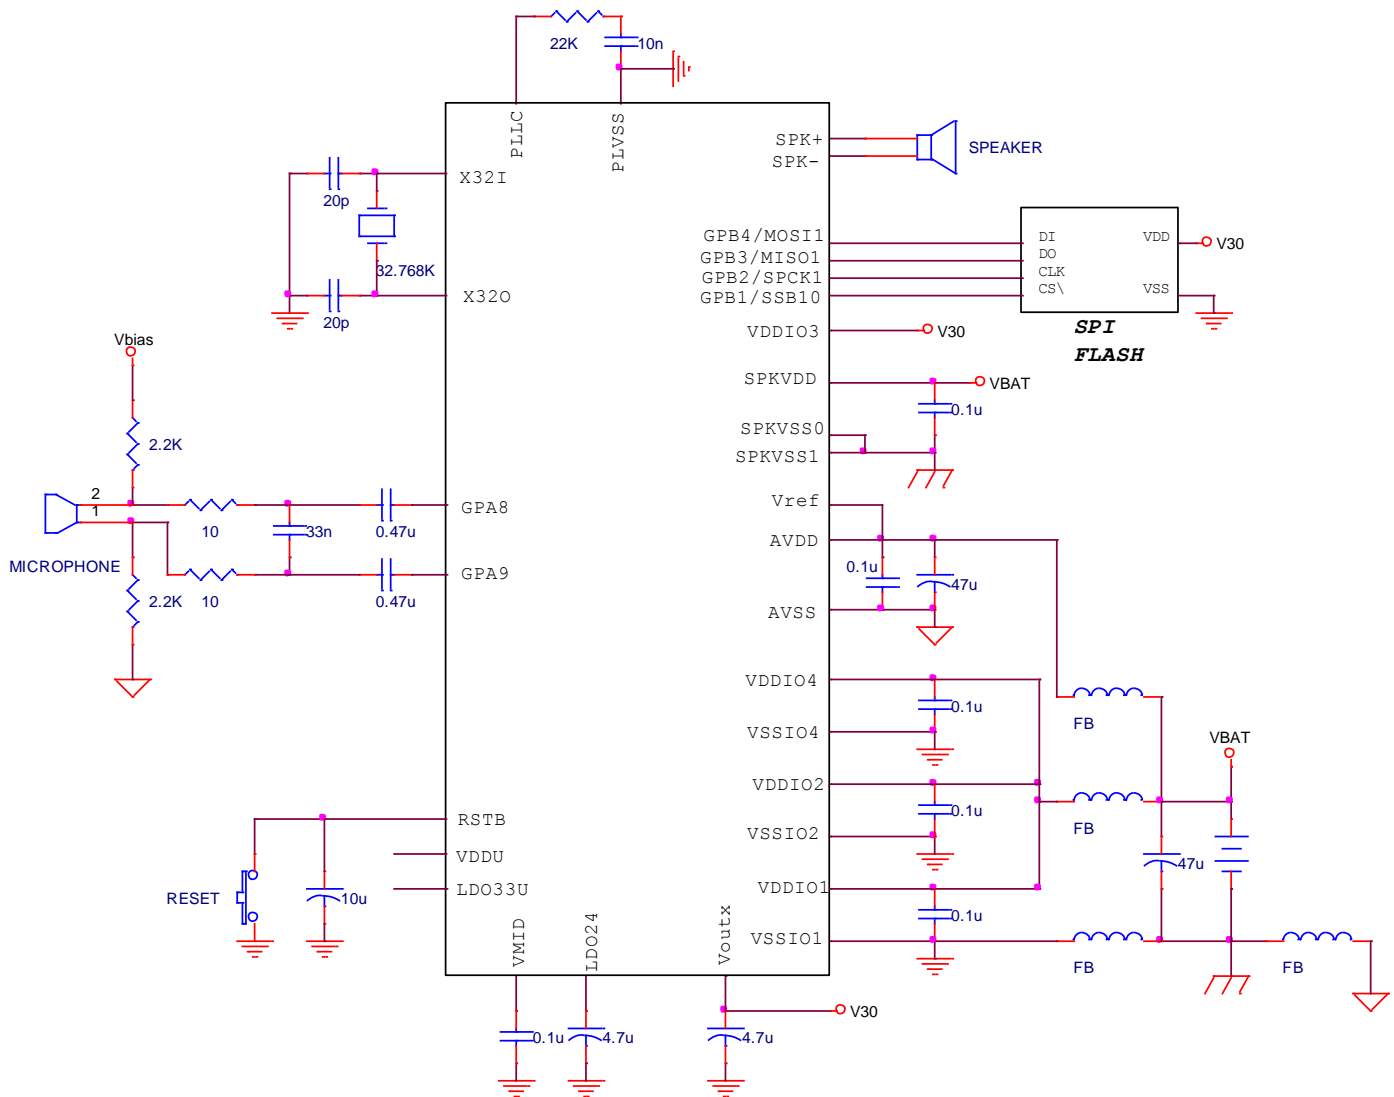 22K
10n
PLLC
PLVSS
SPK+
SPK-
SPEAKER
X32I
20p
32.768K
X32O
20p
GPB4/MOSI1
GPB3/MISO1
GPB2/SPCK1
GPB1/SSB10
DI
DO
CLK
CS\
VDD
VSS
V30
SPI
FLASH
VDDIO3
V30
SPKVDD
VBAT
0.1u
SPKVSS0
SPKVSS1
Vbias
2.2K
2
1
MICROPHONE
10
33n
0.47u
GPA8
10
0.47u
GPA9
2.2K
Vref
AVDD
0.1u
47u
AVSS
VDDIO4
0.1u
VSSIO4
FB
VBAT
VDDIO2
0.1u
VSSIO2
FB
47u
VDDIO1
0.1u
VSSIO1
FB
FB
RSTB
VDDU
LDO33U
RESET
10u
VMID
LDO24
Voutx
0.1u
4.7u
4.7u
V30